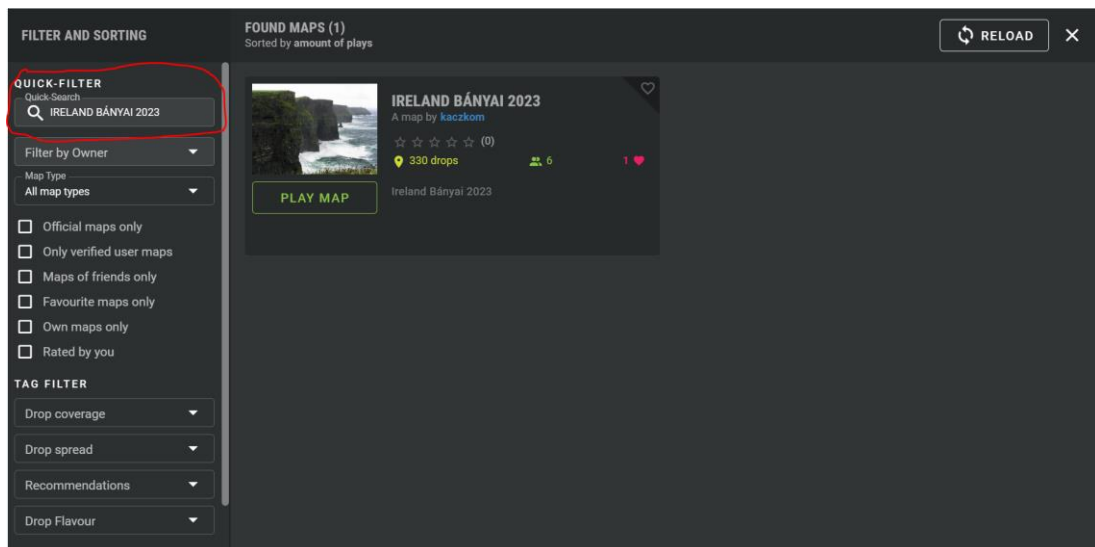 FILTER AND SORTING
FOUND MAPS (1)
Sorted by amount of plays
RELOAD
QUICK-FILTER
Quick-Search
IRELAND BÁNYAI 2023
Filter by Owner
Map Type
All map types
Official maps only
Only verified user maps
Maps of friends only
Favourite maps only
Own maps only
Rated by you
TAG FILTER
Drop coverage
Drop spread
Recommendations
Drop Flavour
IRELAND BÁNYAI 2023
A map by kaczkom
(0)
330 drops 6 1
PLAY MAP
Ireland Bányai 2023